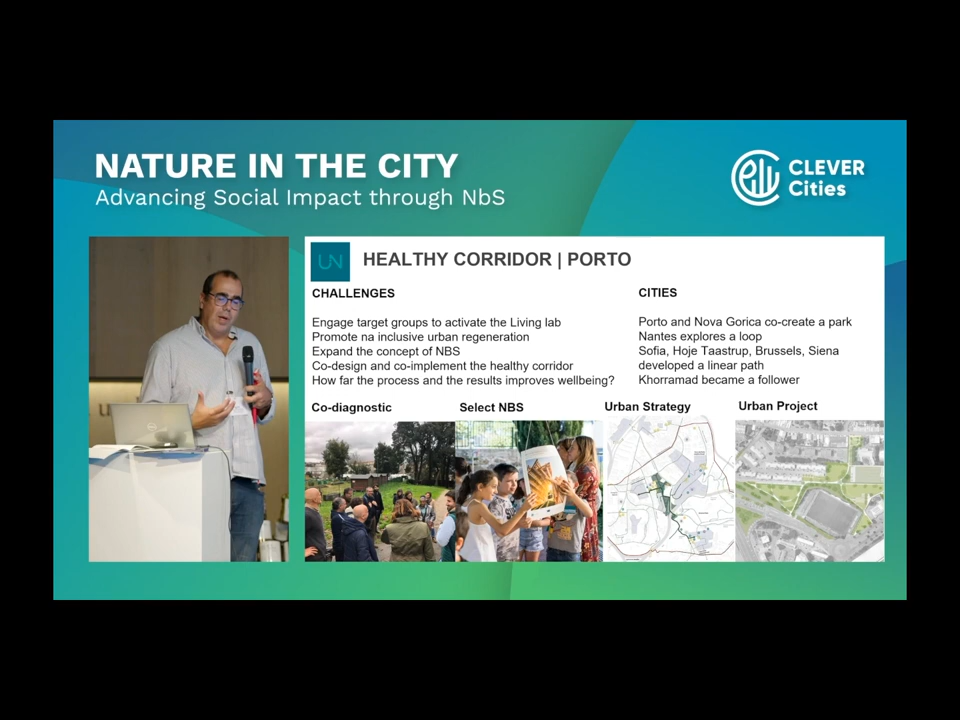 NATURE IN THE CITY
Advancing Social Impact through NbS
CLEVER
Cities
UN
HEALTHY CORRIDOR | PORTO
CHALLENGES
Engage target groups to activate the Living lab
Promote na inclusive urban regeneration
Expand the concept of NBS
Co-design and co-implement the healthy corridor
How far the process and the results improves wellbeing?
CITIES
Porto and Nova Gorica co-create a park
Nantes explores a loop
Sofia, Hoje Taastrup, Brussels, Siena
developed a linear path
Khorramad became a follower
Co-diagnostic
Select NBS
Urban Strategy
Urban Project
DELL